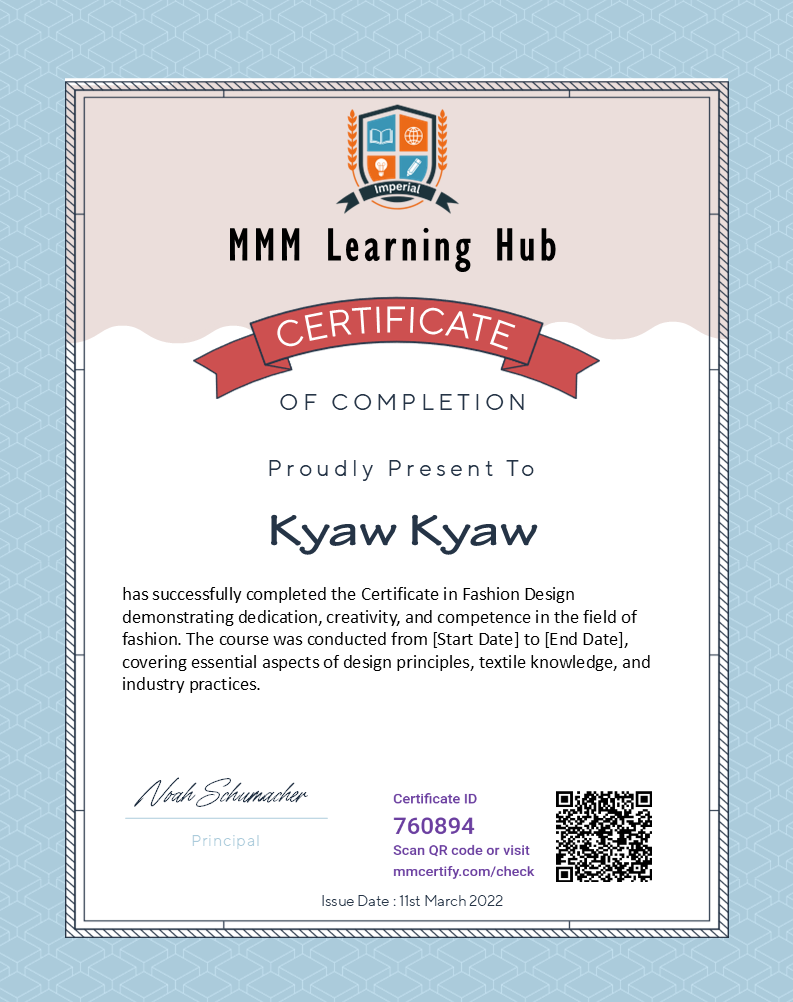 Imperial
MMM Learning Hub
CERTIFICATE
OF COMPLETION
Proudly Present To
Kyaw Kyaw
has successfully completed the Certificate in Fashion Design
demonstrating dedication, creativity, and competence in the field of
fashion. The course was conducted from [Start Date] to [End Date],
covering essential aspects of design principles, textile knowledge, and
industry practices.
Noah Schumacher
Principal
Certificate ID
760894
Scan QR code or visit
mmcertify.com/check
Issue Date : 11st March 2022